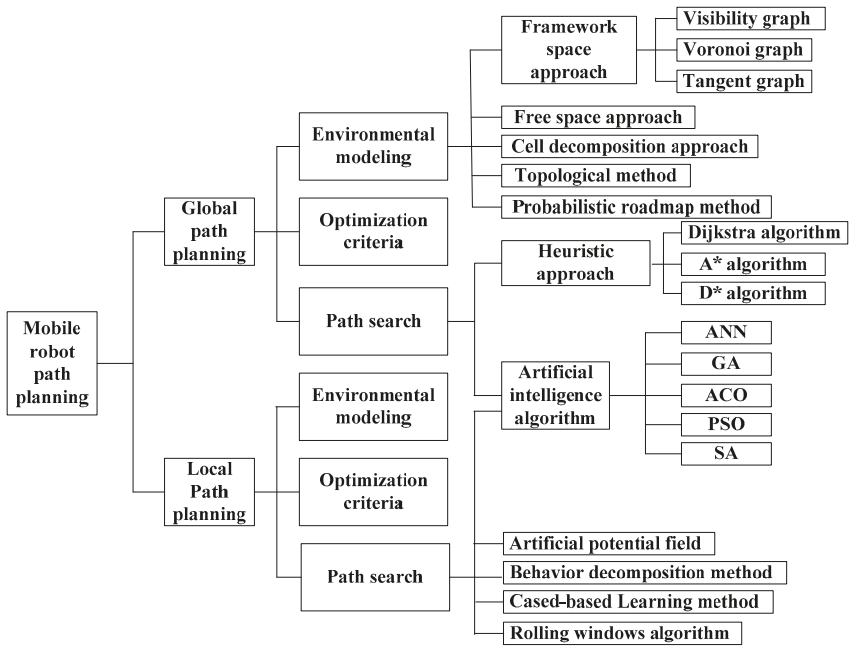 Mobile
robot
path
planning
Global
path
planning
Local
Path
planning
Environmental
modeling
Optimization
criteria
Path search
Environmental
modeling
Optimization
criteria
Path search
Framework
space
approach
Visibility graph
Voronoi graph
Tangent graph
Free space approach
Cell decomposition approach
Topological method
Probabilistic roadmap method
Heuristic
approach
Dijkstra algorithm
A* algorithm
D* algorithm
Artificial
intelligence
algorithm
ANN
GA
ACO
PSO
SA
Artificial potential field
Behavior decomposition method
Cased-based Learning method
Rolling windows algorithm